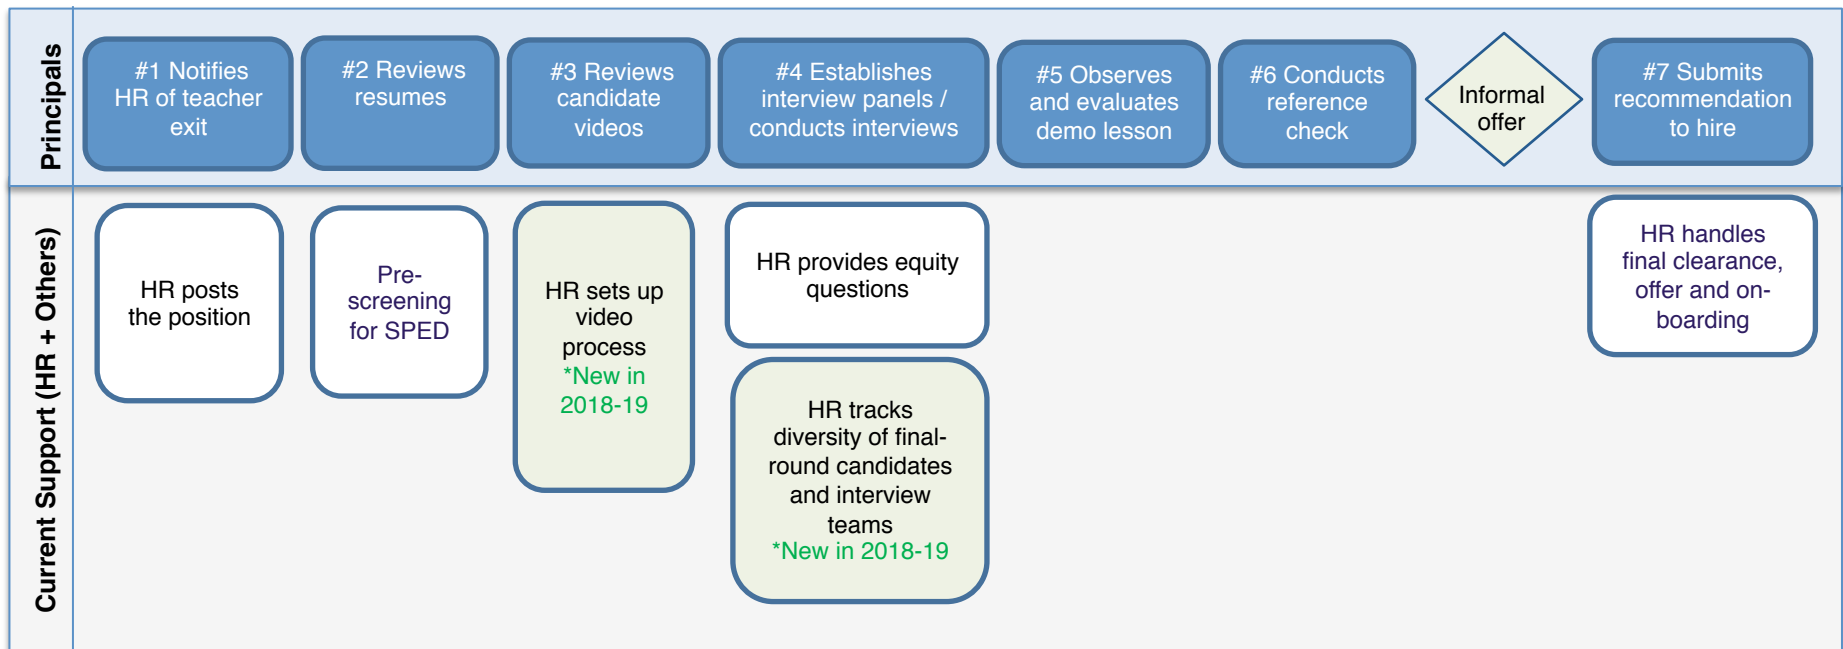 Principals
#1 Notifies
HR of teacher
exit
#2 Reviews
resumes
#3 Reviews
candidate
videos
#4 Establishes
interview panels /
conducts interviews
#5 Observes
and evaluates
demo lesson
#6 Conducts
reference
check
Informal
offer
#7 Submits
recommendation
to hire
Current Support (HR + Others)
HR posts
the position
Pre-
screening
for SPED
HR sets up
video
process
*New in
2018-19
HR provides equity
questions
HR tracks
diversity of final-
round candidates
and interview
teams
*New in 2018-19
HR handles
final clearance,
offer and on-
boarding